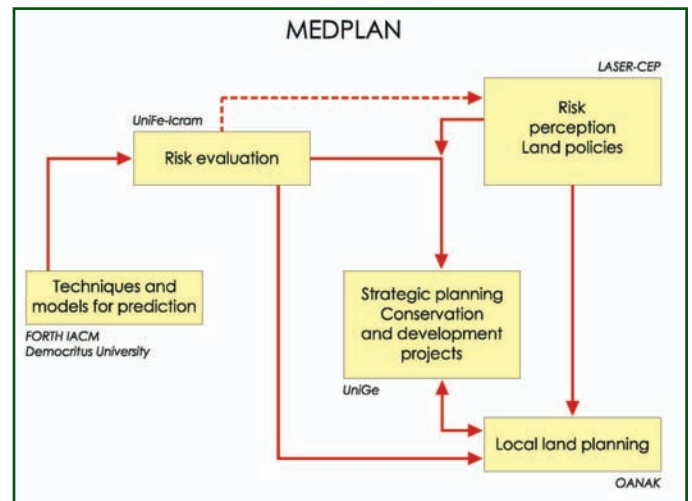 MEDPLAN
LASER-CEP
Risk
perception
Land policies
UniFe-Icram
Risk evaluation
Techniques and
models for prediction
FORTH IACM
Democritus University
Strategic planning
Conservation
and development
projects
UniGe
Local land planning
OANAK